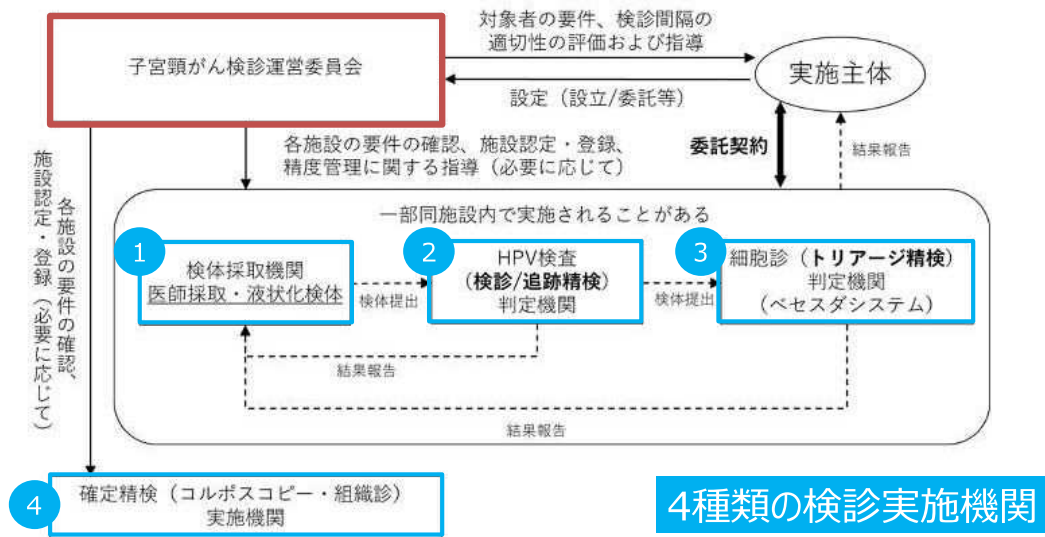 対象者の要件、検診間隔の
適切性の評価および指導
子宮頸がん検診運営委員会
実施主体
設定（設立/委託等）
各施設の要件の確認、施設認定・登録、
精度管理に関する指導（必要に応じて）
委託契約
結果報告
各施設の要件の確認、
施設認定・登録（必要に応じて）
一部同施設内で実施されることがある
1
検体採取機関
医師採取・液状化検体
検体提出
2
HPV検査
（検診/追跡精検）
判定機関
検体提出
3
細胞診（トリアージ精検）
判定機関
（ベセスダシステム）
結果報告
結果報告
4
確定精検（コルポスコピー・組織診）
実施機関
4種類の検診実施機関